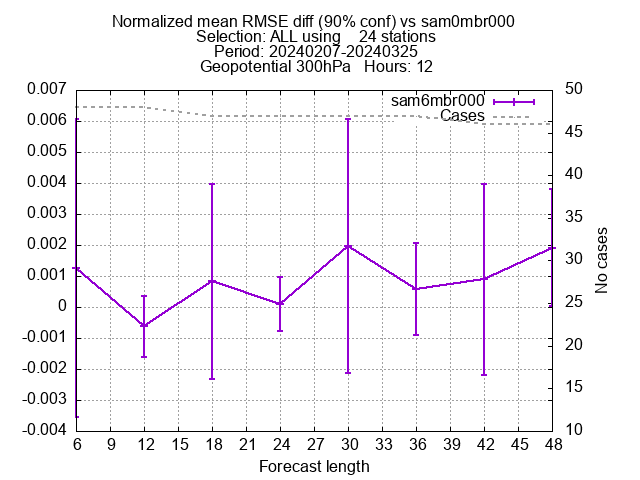 Normalized mean RMSE diff (90% conf) vs sam0mbr000
Selection: ALL using    24 stations
Period: 20240207-20240325
Geopotential 300hPa   Hours: 12
sam6mbr000
Cases
0.007
0.006
0.005
0.004
0.003
0.002
0.001
0
-0.001
-0.002
-0.003
-0.004
50
45
40
35
30
25
20
15
10
No cases
6 9 12 15 18 21 24 27 30 33 36 39 42 45 48
Forecast length